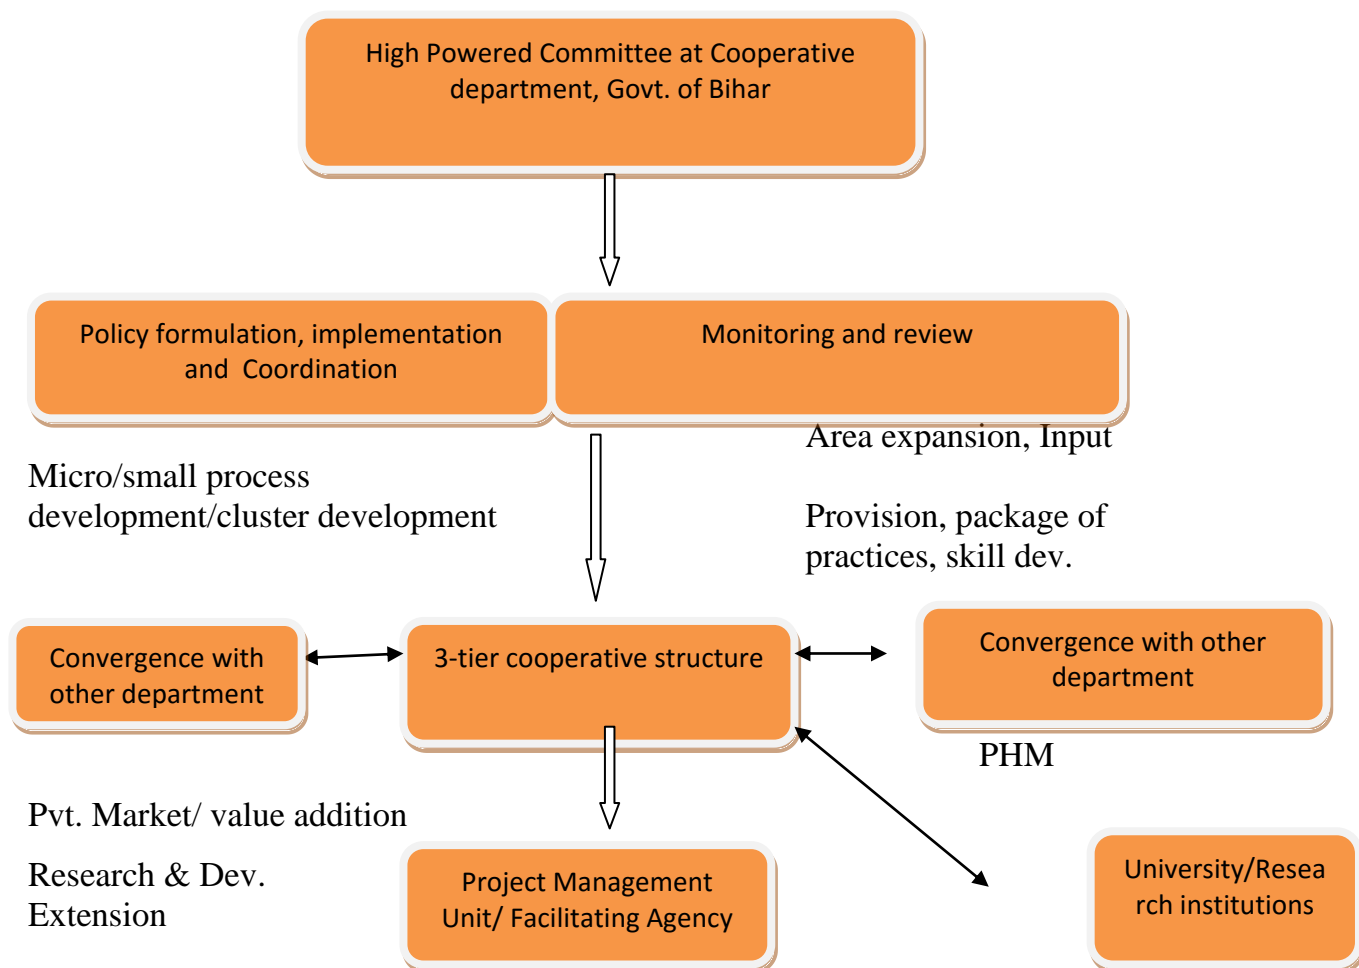 High Powered Committee at Cooperative
department, Govt. of Bihar
Policy formulation, implementation
and Coordination
Monitoring and review
Area expansion, Input
Micro/small process
development/cluster development
Provision, package of
practices, skill dev.
Convergence with
other department
3-tier cooperative structure
Convergence with other
department
PHM
Pvt. Market/ value addition
Research & Dev.
Extension
Project Management
Unit/ Facilitating Agency
University/Resea
rch institutions